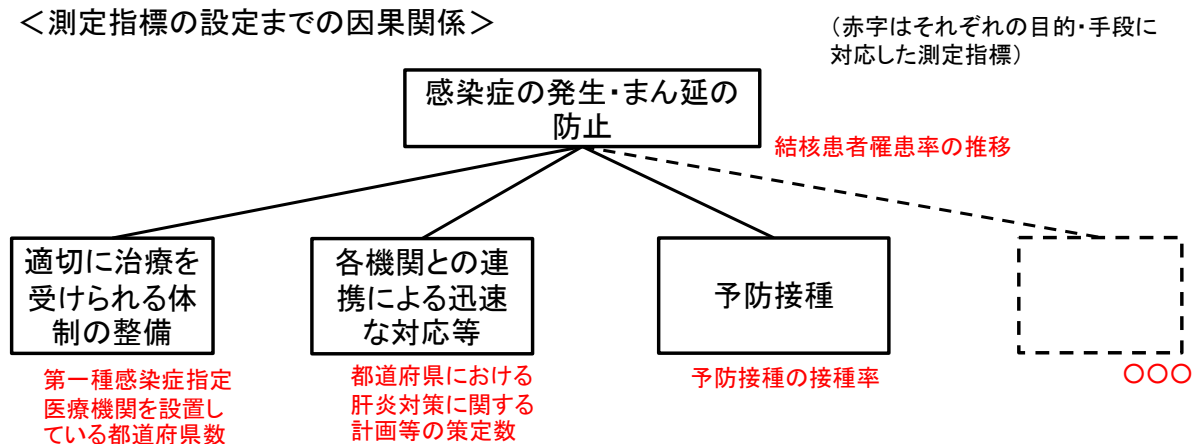 ＜測定指標の設定までの因果関係＞
（赤字はそれぞれの目的・手段に
対応した測定指標）
感染症の発生・まん延の
防止
結核患者罹患率の推移
適切に治療を
受けられる体
制の整備
各機関との連
携による迅速
な対応等
予防接種
第一種感染症指定
医療機関を設置し
ている都道府県数
都道府県における
肝炎対策に関する
計画等の策定数
予防接種の接種率
○○○